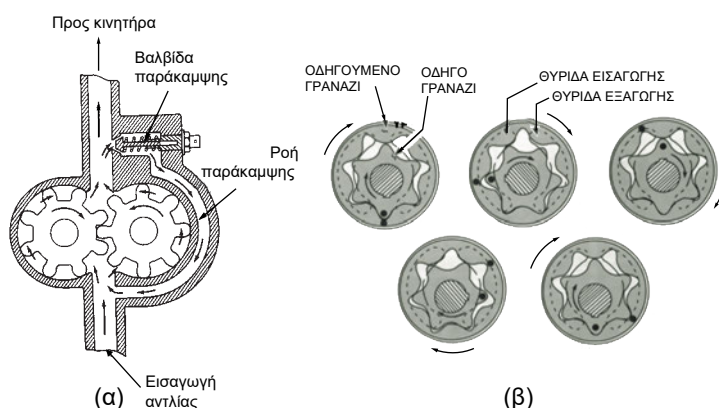 Προς κινητήρα
Βαλβίδα
παράκαμψης
Ροή
παράκαμψης
Εισαγωγή
αντλίας
(α)
ΟΔΗΓΟΥΜΕΝΟ
ΓΡΑΝΑΖΙ
ΟΔΗΓΟ
ΓΡΑΝΑΖΙ
ΘΥΡΙΔΑ ΕΙΣΑΓΩΓΗΣ
ΘΥΡΙΔΑ ΕΞΑΓΩΓΗΣ
(β)